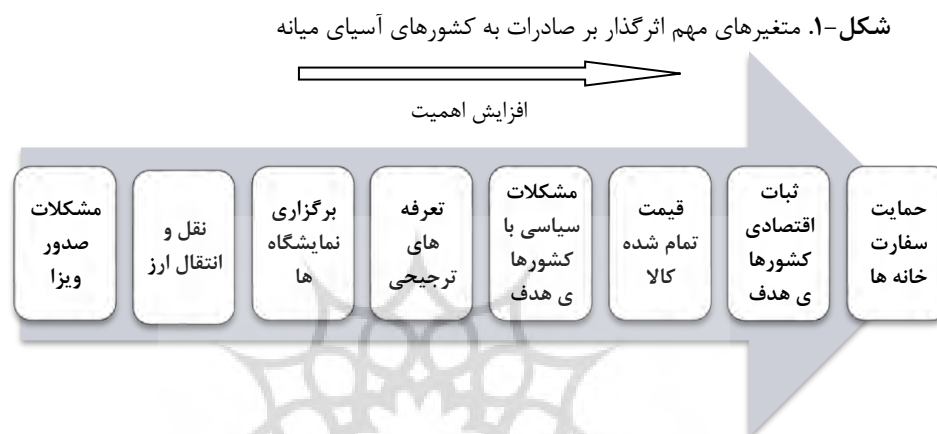 شکل-۱. متغیرهای مهم اثرگذار بر صادرات به کشورهای آسیای میانه
افزایش اهمیت
حمایت
سفارت
خانه ها
ثبات
اقتصادی
کشورها
ی هدف
قیمت
تمام شده
کالا
مشکلات
سیاسی با
کشورها
ی هدف
تعرفه
های
ترجیحی
برگزاری
نمایشگاه
ها
نقل و
انتقال ارز
مشکلات
صدور
ویزا